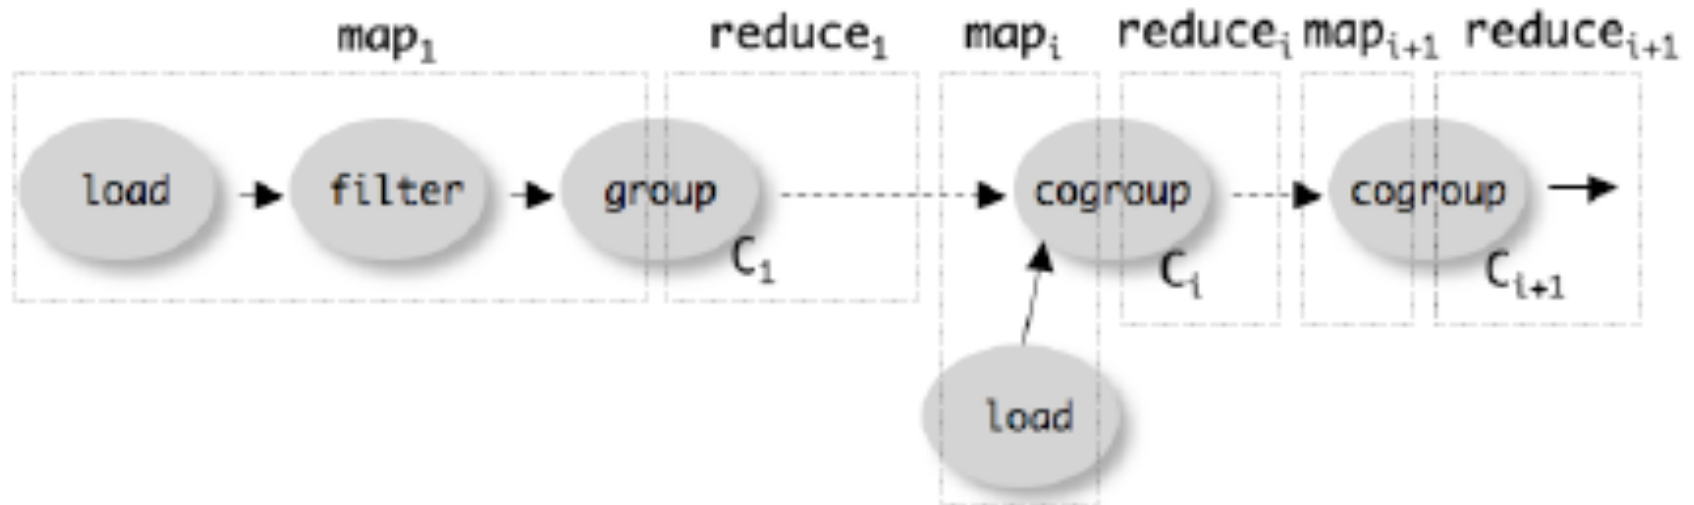 map₁ reduce₁ mapᵢ reduceᵢ mapᵢ₊₁ reduceᵢ₊₁
load filter group cogroup cogroup
C₁ Cᵢ Cᵢ₊₁
load